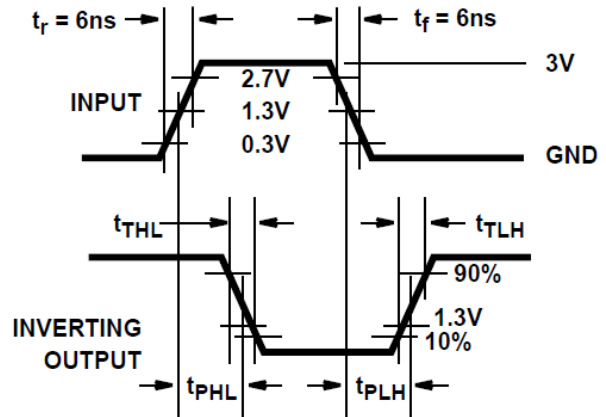 tr = 6ns
tf = 6ns
3V
2.7V
INPUT
1.3V
0.3V
GND
tTHL
tTLH
90%
1.3V
INVERTING
OUTPUT
10%
tPHL
tPLH